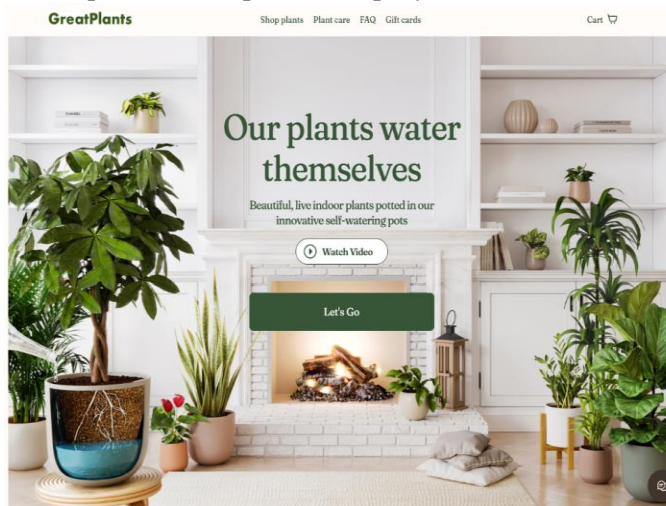 GreatPlants
Shop plants Plant care FAQ Gift cards
Cart
Our plants water
themselves
Beautiful, live indoor plants potted in our
innovative self-watering pots
Watch Video
Let's Go